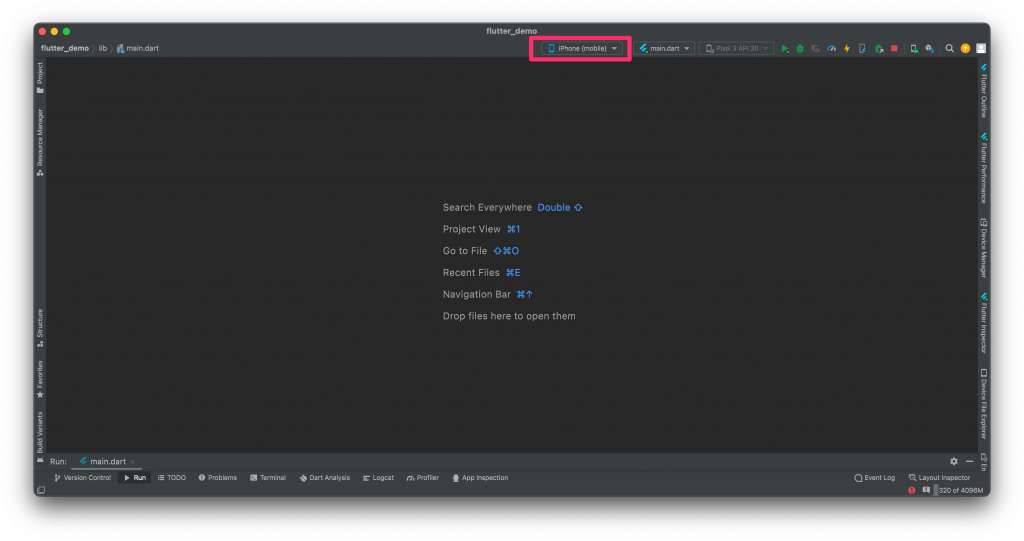 flutter_demo
flutter_demo lib main.dart
iPhone (mobile)
main.dart
Pixel 3 API 30
Project
Resource Manager
Structure
Favorites
Build Variants
Search Everywhere Double ⇧
Project View ⌘1
Go to File ⇧⌘O
Recent Files ⌘E
Navigation Bar ⌘↑
Drop files here to open them
Flutter Outline
Flutter Performance
Device Manager
Flutter Inspector
Device File Explorer
En
Run: main.dart
Version Control Run TODO Problems Terminal Dart Analysis Logcat Profiler App Inspection Event Log Layout Inspector
320 of 4096M